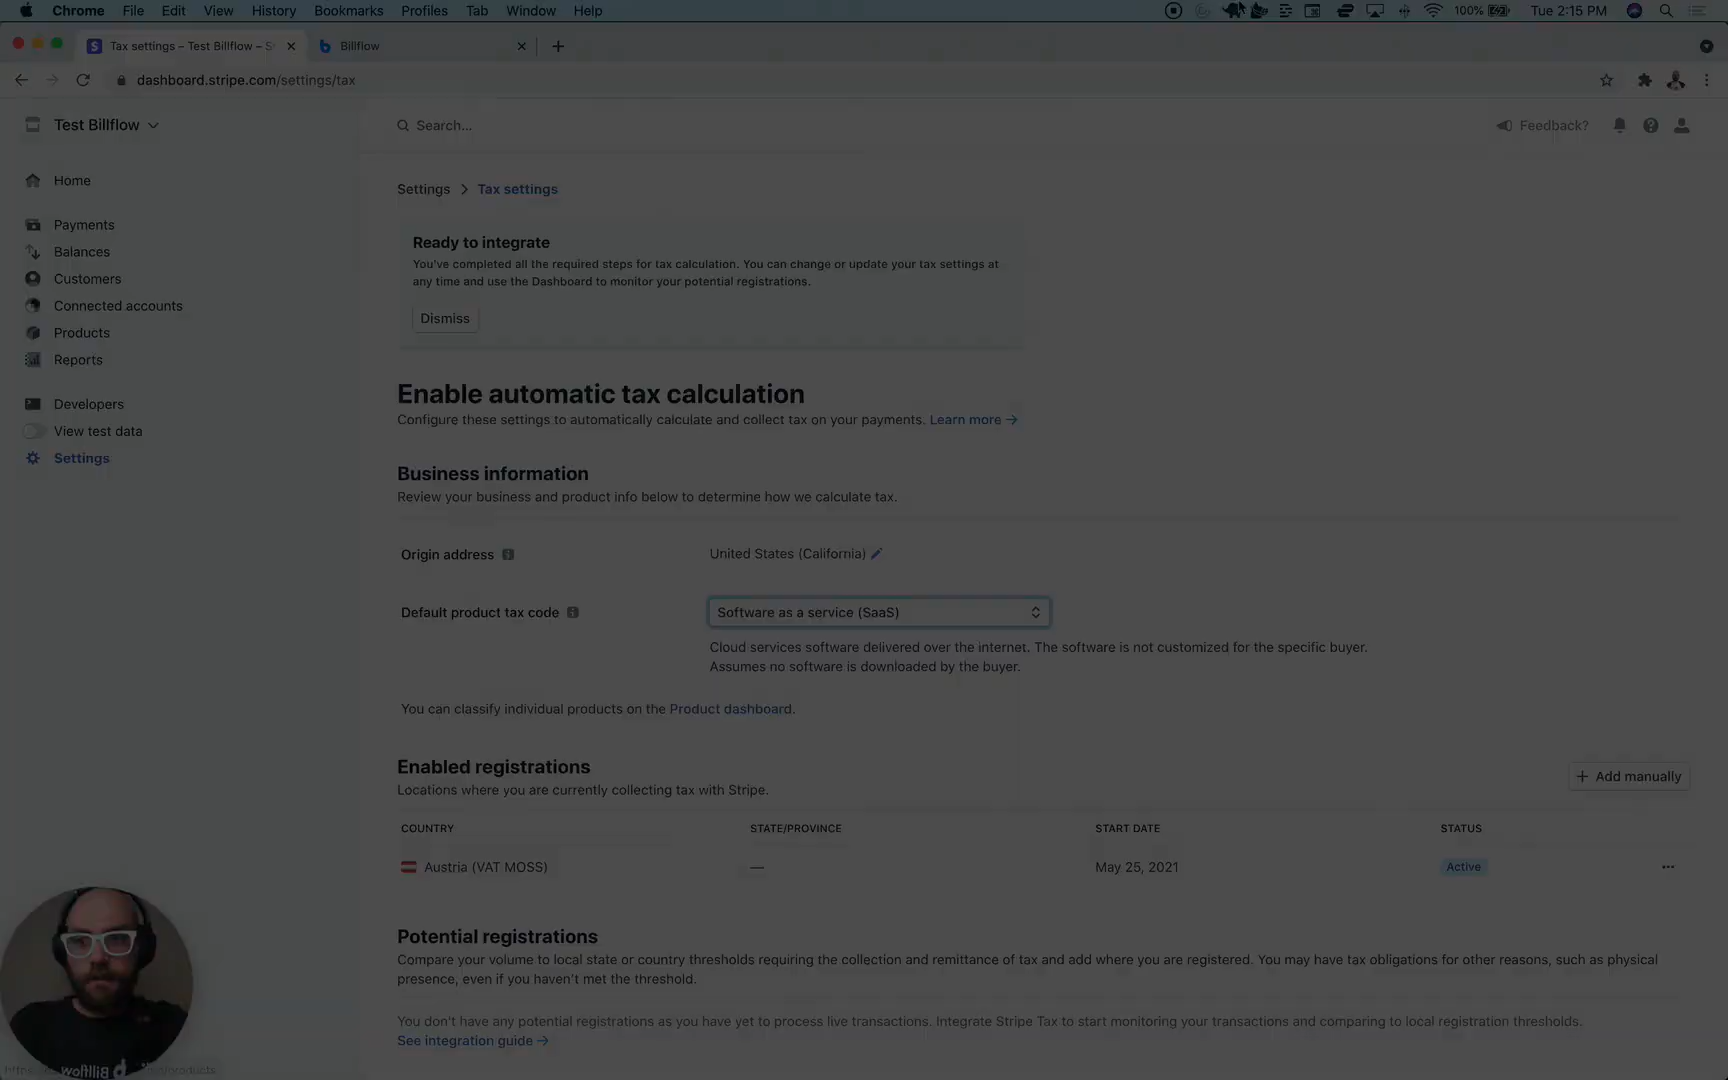 Chrome File Edit View History Bookmarks Profiles Tab Window Help
100% Tue 2:15 PM
Tax settings – Test Billflow – S
Billflow
dashboard.stripe.com/settings/tax
Test Billflow
Search...
Feedback?
Home
Payments
Balances
Customers
Connected accounts
Products
Reports
Developers
View test data
Settings
Settings > Tax settings
Ready to integrate
You've completed all the required steps for tax calculation. You can change or update your tax settings at
any time and use the Dashboard to monitor your potential registrations.
Dismiss
Enable automatic tax calculation
Configure these settings to automatically calculate and collect tax on your payments. Learn more →
Business information
Review your business and product info below to determine how we calculate tax.
Origin address
United States (California)
Default product tax code
Software as a service (SaaS)
Cloud services software delivered over the internet. The software is not customized for the specific buyer.
Assumes no software is downloaded by the buyer.
You can classify individual products on the Product dashboard.
Enabled registrations
+ Add manually
Locations where you are currently collecting tax with Stripe.
COUNTRY STATE/PROVINCE START DATE STATUS
Austria (VAT MOSS) — May 25, 2021 Active
Potential registrations
Compare your volume to local state or country thresholds requiring the collection and remittance of tax and add where you are registered. You may have tax obligations for other reasons, such as physical
presence, even if you haven't met the threshold.
You don't have any potential registrations as you have yet to process live transactions. Integrate Stripe Tax to start monitoring your transactions and comparing to local registration thresholds.
See integration guide →
Billflow